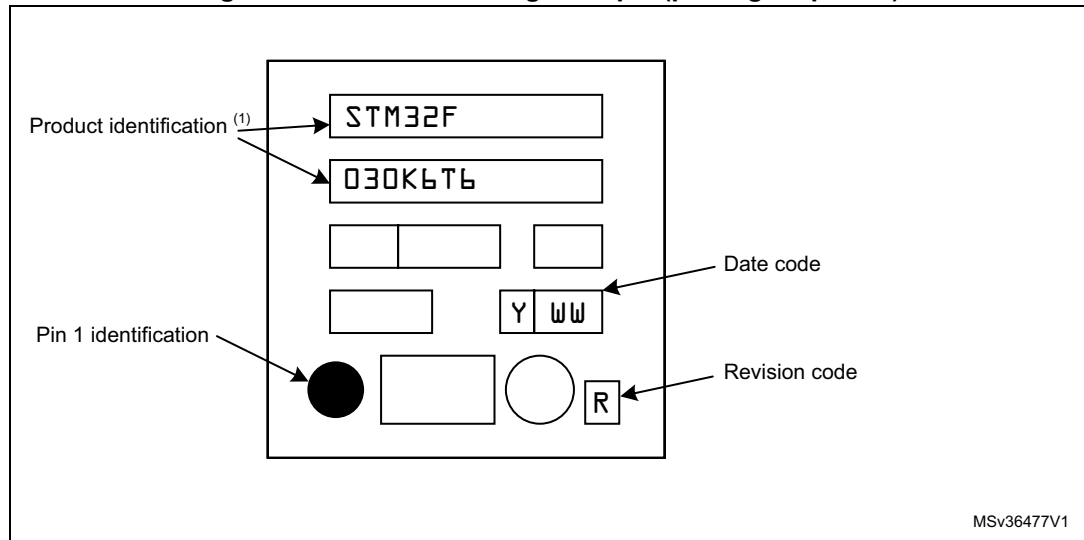 Product identification (1)
STM32F
030K6T6
Date code
Y WW
Pin 1 identification
Revision code
R
MSv36477V1